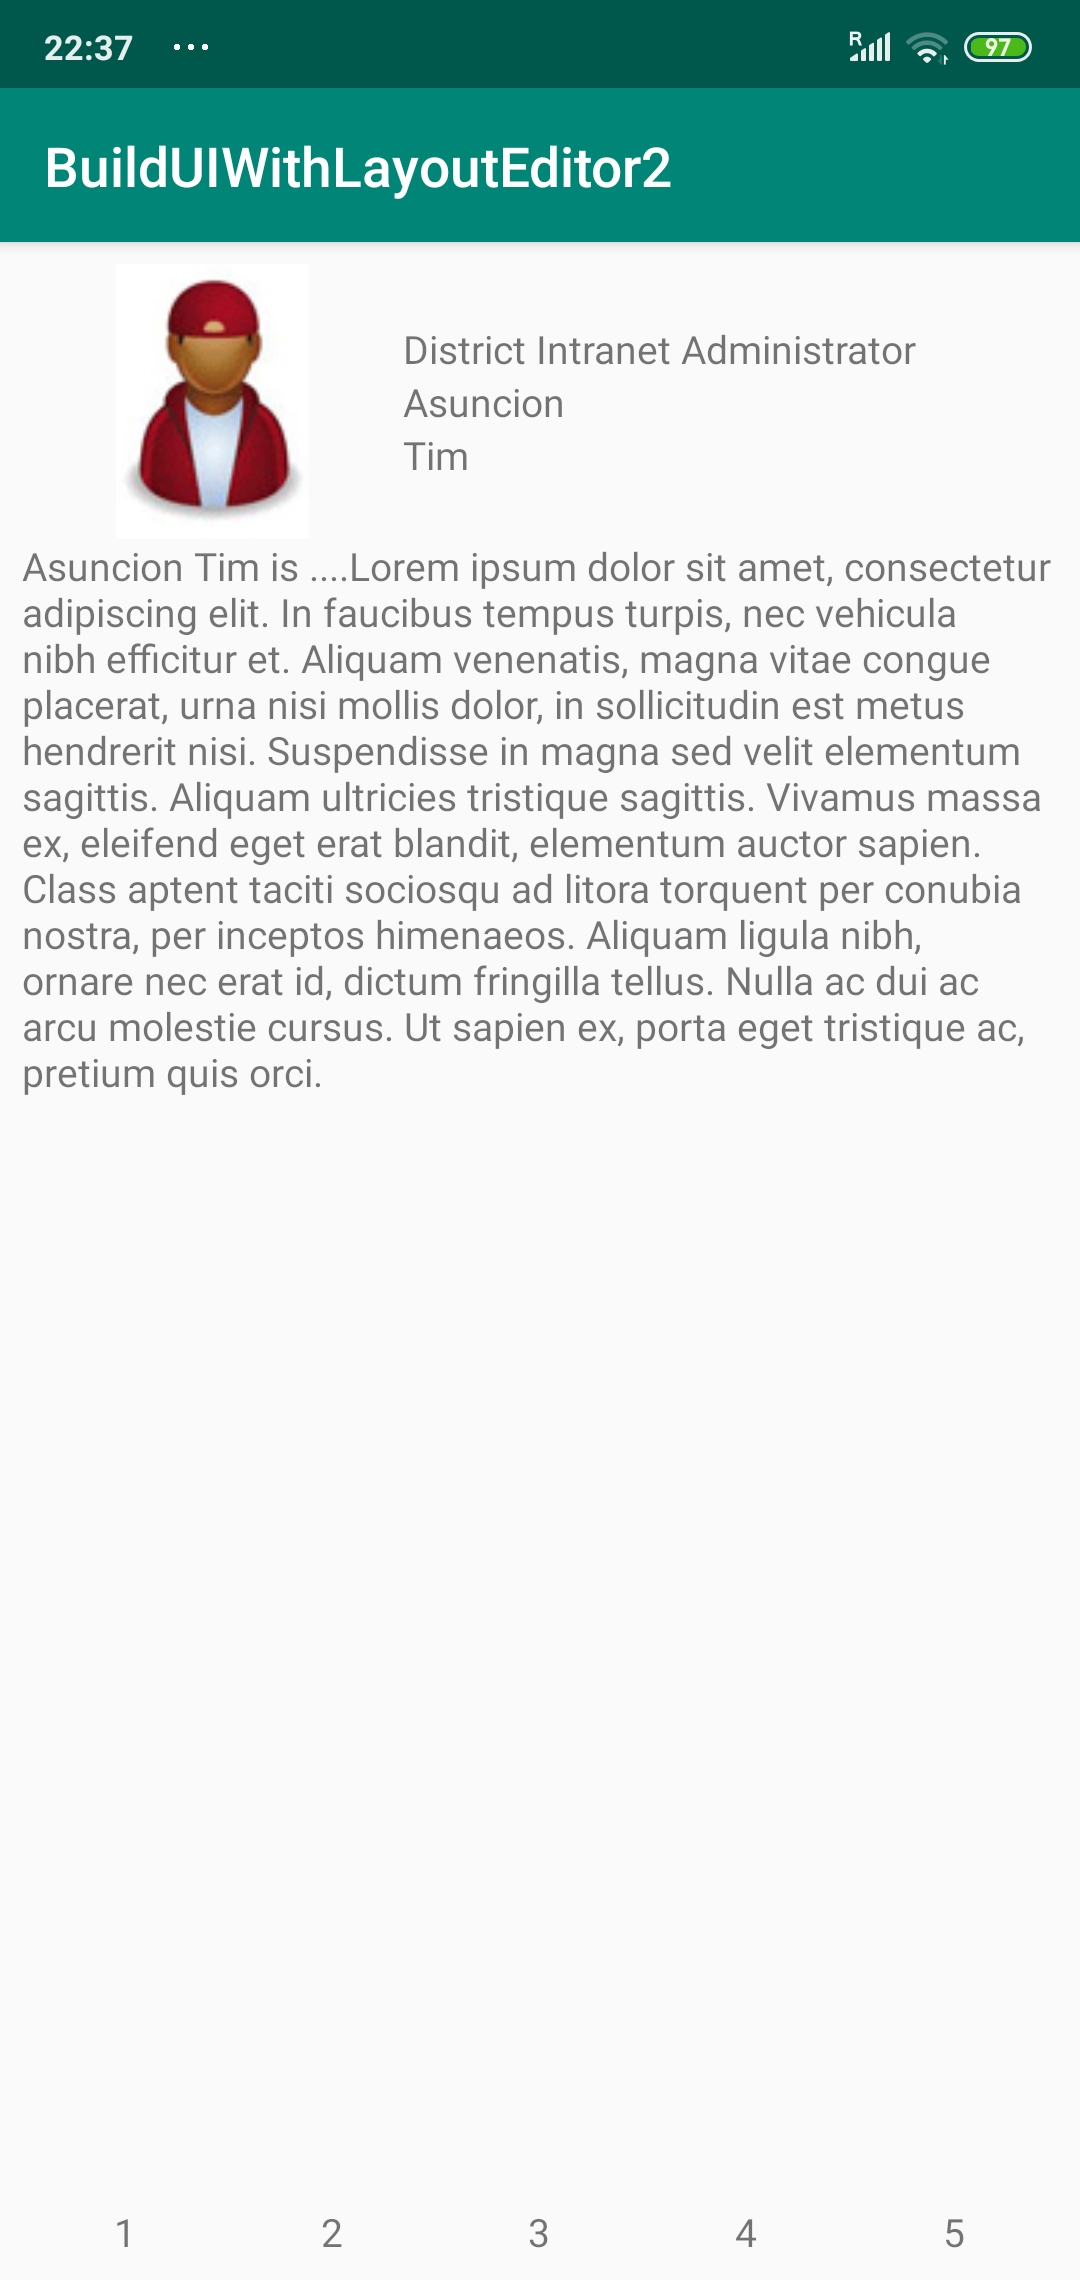 22:37 ... R 97
BuildUIWithLayoutEditor2
District Intranet Administrator
Asuncion
Tim
Asuncion Tim is ....Lorem ipsum dolor sit amet, consectetur
adipiscing elit. In faucibus tempus turpis, nec vehicula
nibh efficitur et. Aliquam venenatis, magna vitae congue
placerat, urna nisi mollis dolor, in sollicitudin est metus
hendrerit nisi. Suspendisse in magna sed velit elementum
sagittis. Aliquam ultricies tristique sagittis. Vivamus massa
ex, eleifend eget erat blandit, elementum auctor sapien.
Class aptent taciti sociosqu ad litora torquent per conubia
nostra, per inceptos himenaeos. Aliquam ligula nibh,
ornare nec erat id, dictum fringilla tellus. Nulla ac dui ac
arcu molestie cursus. Ut sapien ex, porta eget tristique ac,
pretium quis orci.
1 2 3 4 5